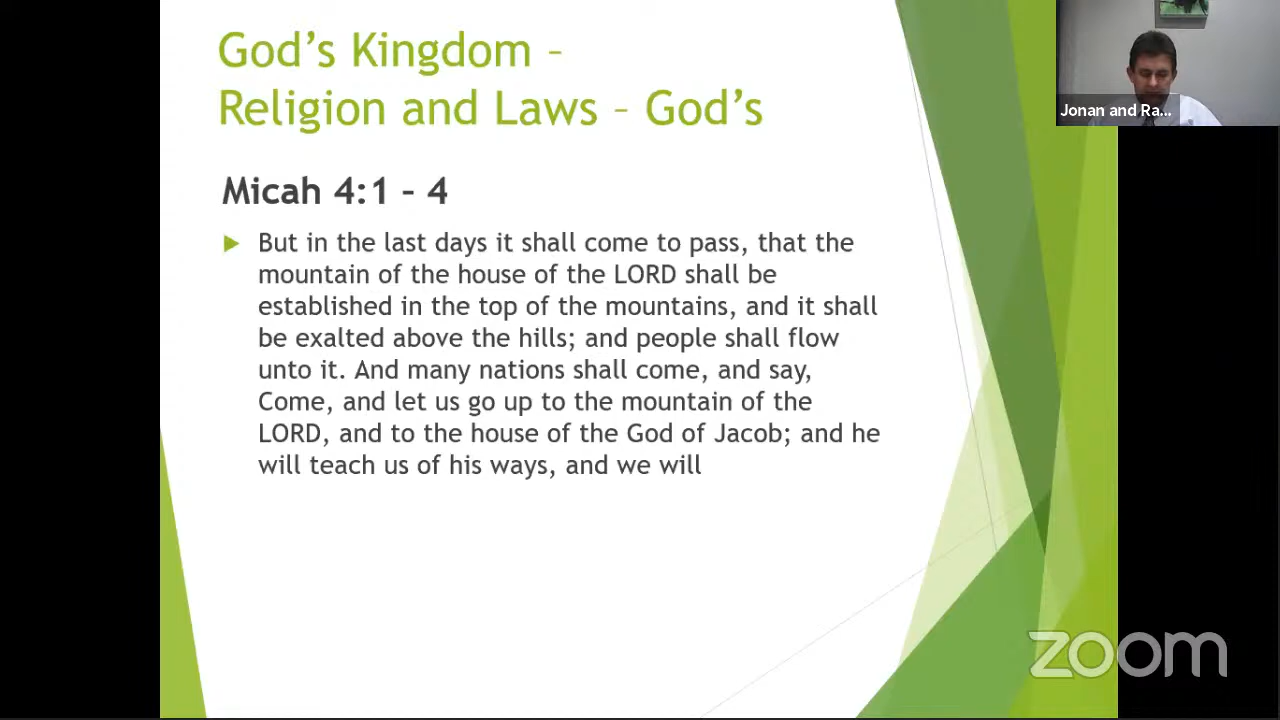 God's Kingdom –
Religion and Laws – God's
Micah 4:1 – 4
But in the last days it shall come to pass, that the
mountain of the house of the LORD shall be
established in the top of the mountains, and it shall
be exalted above the hills; and people shall flow
unto it. And many nations shall come, and say,
Come, and let us go up to the mountain of the
LORD, and to the house of the God of Jacob; and he
will teach us of his ways, and we will
Jonan and Ra...
zoom